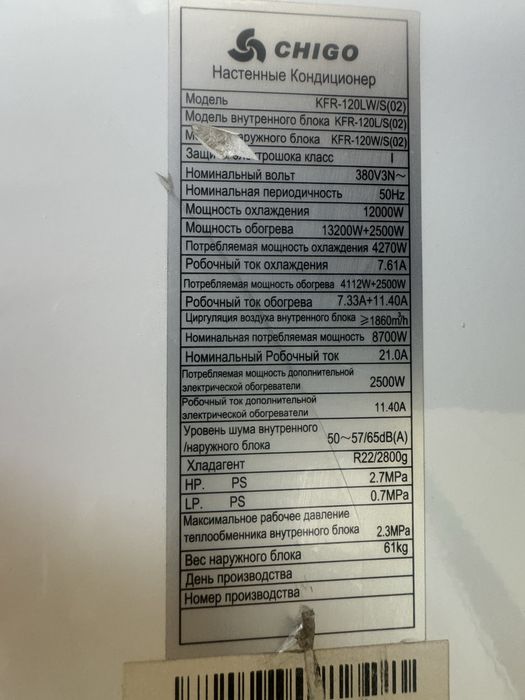 CHIGO
Настенные Кондиционер
Модель KFR-120LW/S(02)
Модель внутренного блока KFR-120L/S(02)
наружного блока KFR-120W/S(02)
класс I
Номинальный вольт 380V3N~
Номинальная периодичность 50Hz
Мощность охлаждения 12000W
Мощность обогрева 13200W+2500W
Потребляемая мощность охлаждения 4270W
Робочный ток охлаждения 7.61A
Потребляемая мощность обогрева 4112W+2500W
Робочный ток обогрева 7.33A+11.40A
Циргуляция воздуха внутренного блока ≥1860m³/h
Номинальная потребляемая мощность 8700W
Номинальный Робочный ток 21.0A
Потребляемая мощность дополнительной
электрической обогреватели 2500W
Робочный ток дополнительной
электрической обогреватели 11.40A
Уровень шума внутренного
/наружного блока 50~57/65dB(A)
Хладагент R22/2800g
HP. PS 2.7MPa
LP. PS 0.7MPa
Максимальное рабочее давление
теплообменника внутренного блока 2.3MPa
Вес наружного блока 61kg
День производства
Номер производства